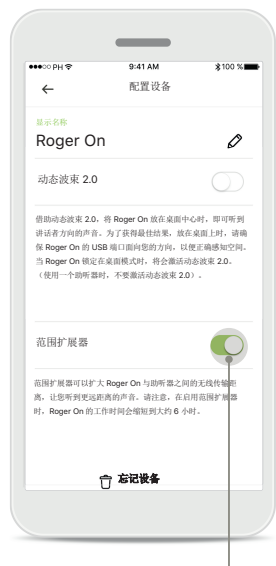 PH 9:41 AM 100 %
配置设备
显示名称
Roger On
动态波束 2.0
借助动态波束 2.0，将 Roger On 放在桌面中心时，即可听
到讲话者方向的声音。为了获得最佳结果，放在桌面上时，请确
保 Roger On 的 USB 端口面向您的方向，以便正确感知空间。
当 Roger On 锁定在桌面模式时，将会激活动态波束 2.0。
（使用一个助听器时，不要激活动态波束 2.0）。
范围扩展器
范围扩展器可以扩大 Roger On 与助听器之间的无线传输距
离，让您听到更远距离的声音。请注意，在启用范围扩展器
时，Roger On 的工作时间会缩短到大约 6 小时。
忘记设备